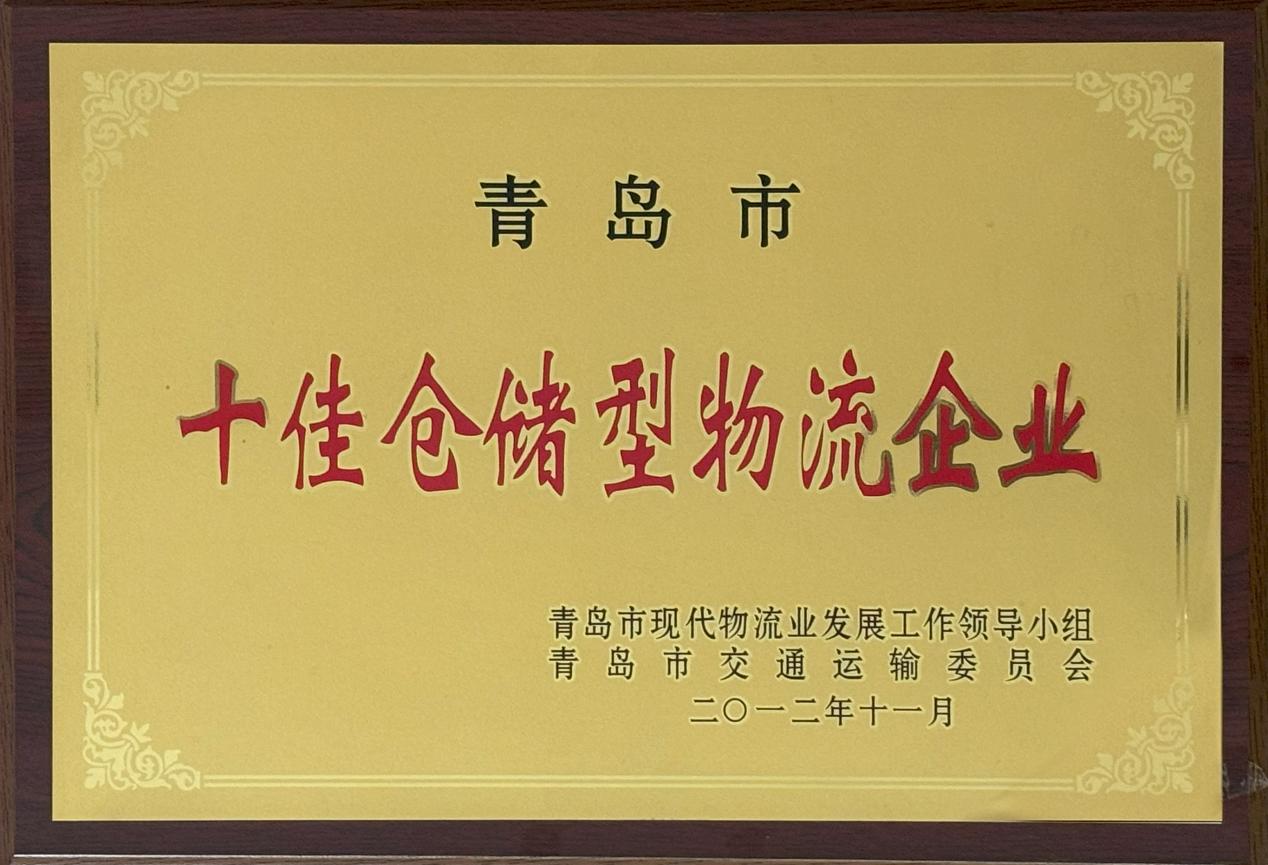 青岛市
十佳仓储型物流企业
青岛市现代物流业发展工作领导小组
青岛市交通运输委员会
二〇一二年十一月